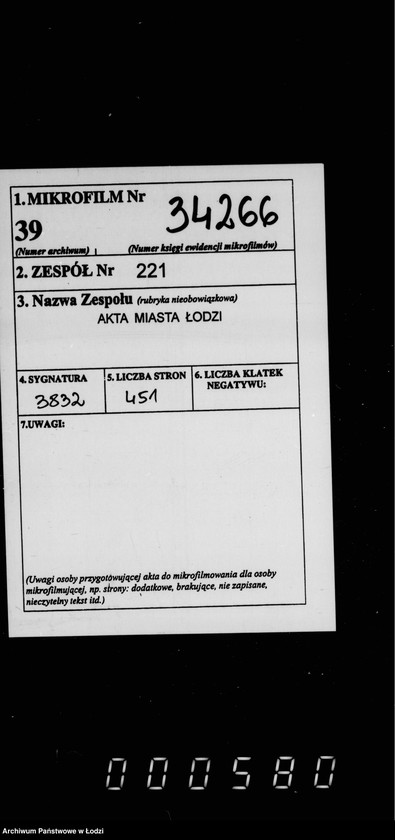 1. MIKROFILM Nr 34266
39
(Numer archiwum) (Numer księgi ewidencji mikrofilmów)
2. ZESPÓŁ Nr 221
3. Nazwa Zespołu (rubryka nieobowiązkowa)
AKTA MIASTA ŁODZI
4. SYGNATURA 5. LICZBA STRON 6. LICZBA KLATEK
NEGATYWU:
3832 451
7.UWAGI:
(Uwagi osoby przygotowującej akta do mikrofilmowania dla osoby
mikrofilmującej, np. strony: dodatkowe, brakujące, nie zapisane,
nieczytelny tekst itd.)
000580
Archiwum Państwowe w Łodzi